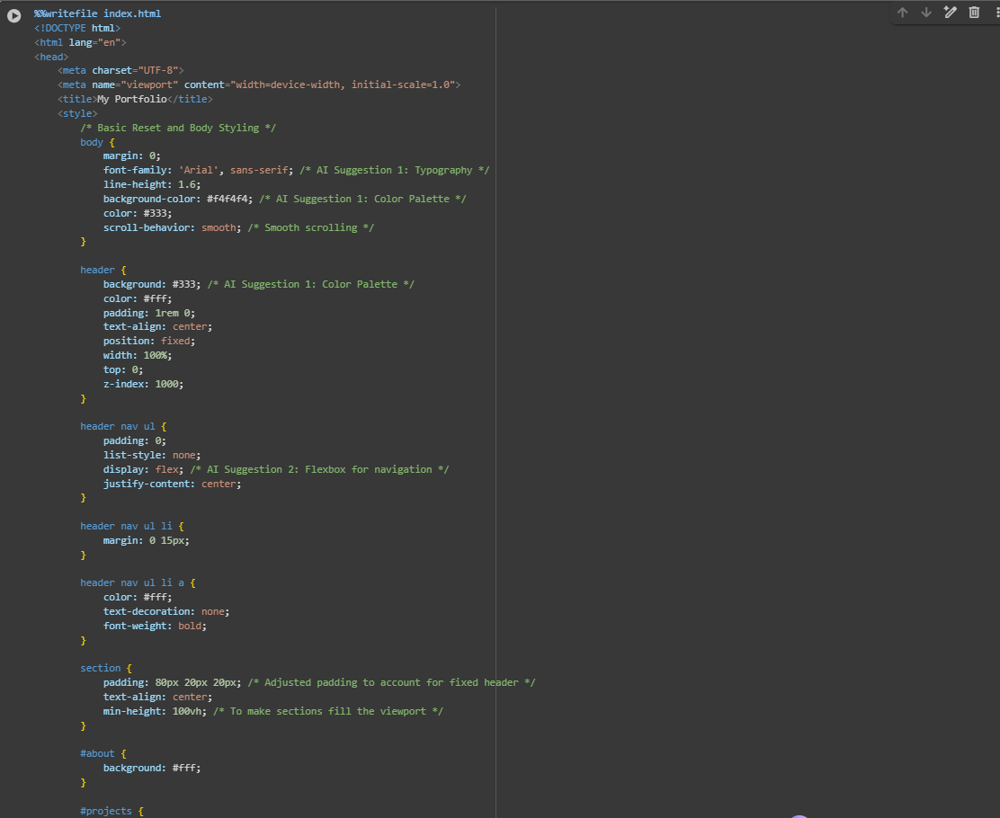 %%writefile index.html
<!DOCTYPE html>
<html lang="en">
<head>
    <meta charset="UTF-8">
    <meta name="viewport" content="width=device-width, initial-scale=1.0">
    <title>My Portfolio</title>
    <style>
        /* Basic Reset and Body Styling */
        body {
            margin: 0;
            font-family: 'Arial', sans-serif; /* AI Suggestion 1: Typography */
            line-height: 1.6;
            background-color: #f4f4f4; /* AI Suggestion 1: Color Palette */
            color: #333;
            scroll-behavior: smooth; /* Smooth scrolling */
        }

        header {
            background: #333; /* AI Suggestion 1: Color Palette */
            color: #fff;
            padding: 1rem 0;
            text-align: center;
            position: fixed;
            width: 100%;
            top: 0;
            z-index: 1000;
        }

        header nav ul {
            padding: 0;
            list-style: none;
            display: flex; /* AI Suggestion 2: Flexbox for navigation */
            justify-content: center;
        }

        header nav ul li {
            margin: 0 15px;
        }

        header nav ul li a {
            color: #fff;
            text-decoration: none;
            font-weight: bold;
        }

        section {
            padding: 80px 20px 20px; /* Adjusted padding to account for fixed header */
            text-align: center;
            min-height: 100vh; /* To make sections fill the viewport */
        }

        #about {
            background: #fff;
        }

        #projects {